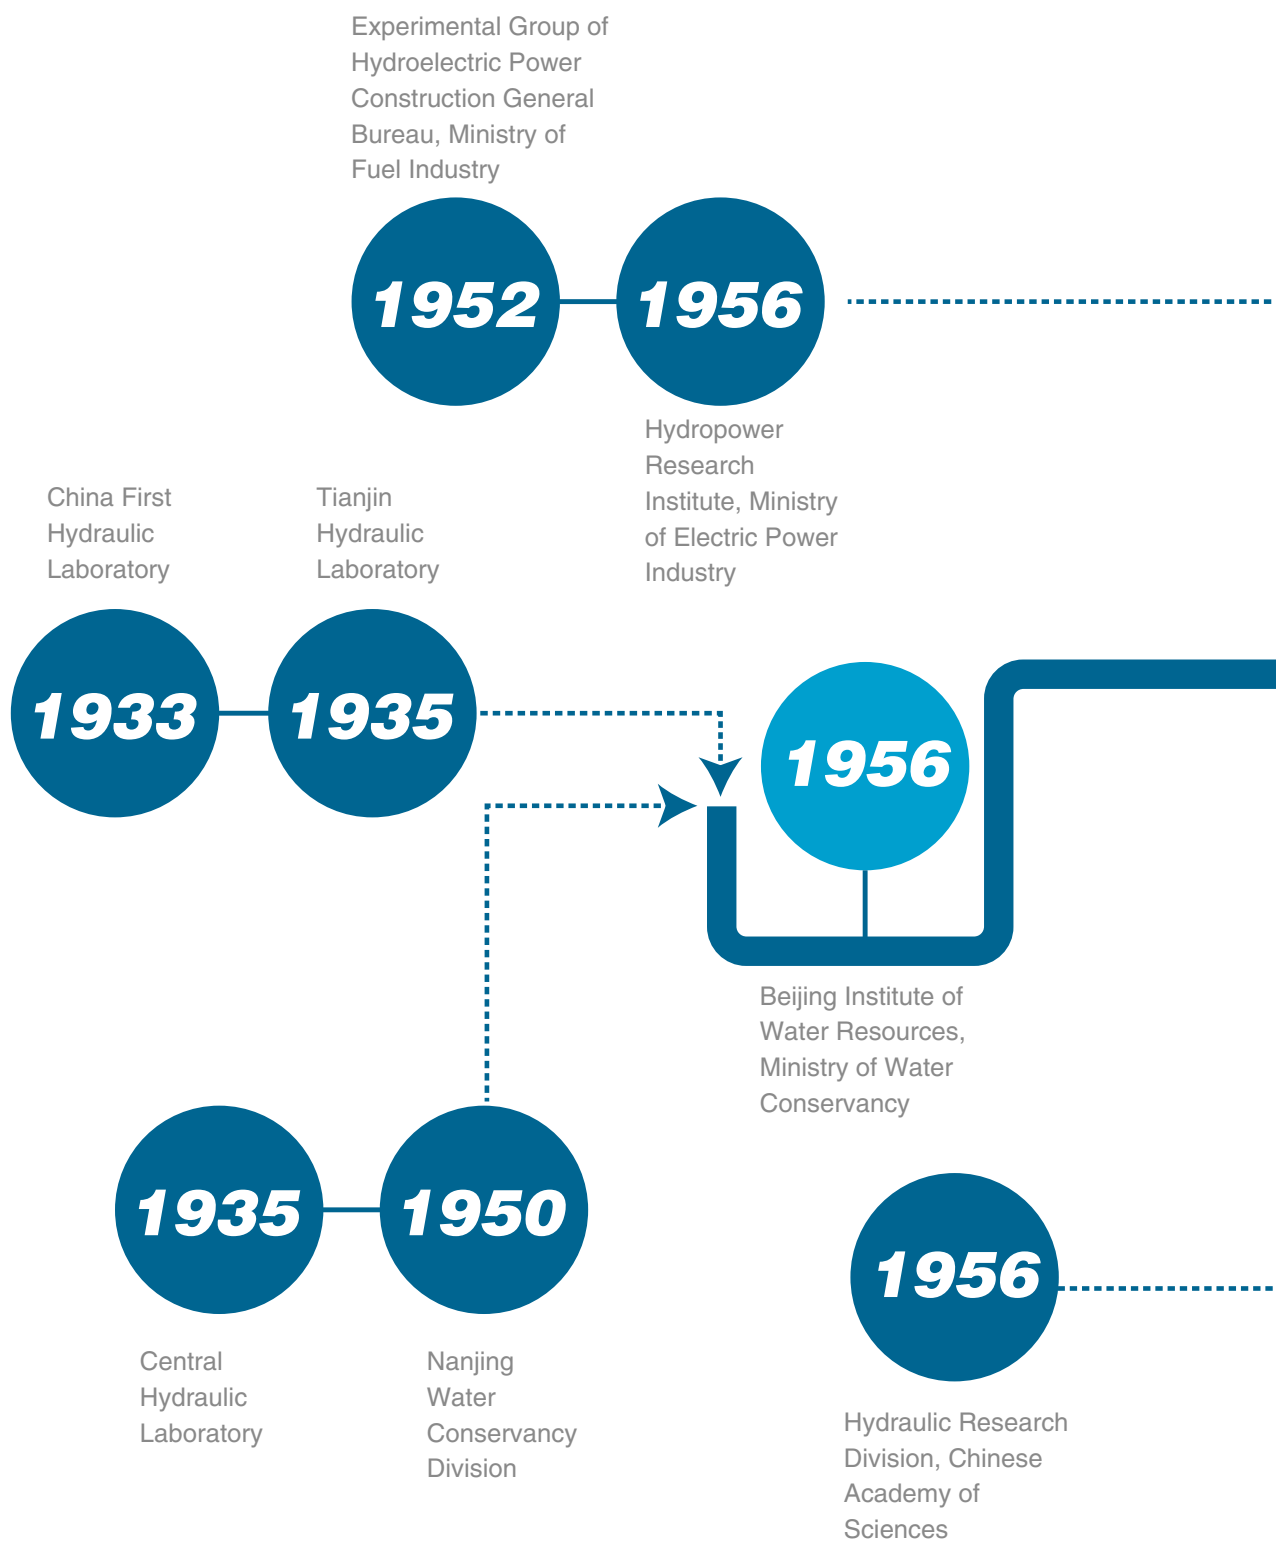 Experimental Group of
Hydroelectric Power
Construction General
Bureau, Ministry of
Fuel Industry
1952
1956
Hydropower
Research
Institute, Ministry
of Electric Power
Industry
China First
Hydraulic
Laboratory
Tianjin
Hydraulic
Laboratory
1933
1935
1956
Beijing Institute of
Water Resources,
Ministry of Water
Conservancy
1935
1950
Central
Hydraulic
Laboratory
Nanjing
Water
Conservancy
Division
1956
Hydraulic Research
Division, Chinese
Academy of
Sciences